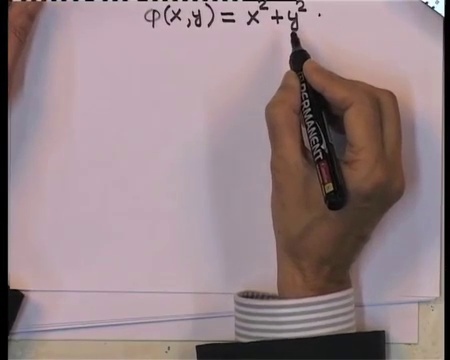 φ(x,y) = x² + y².
PERMANENT